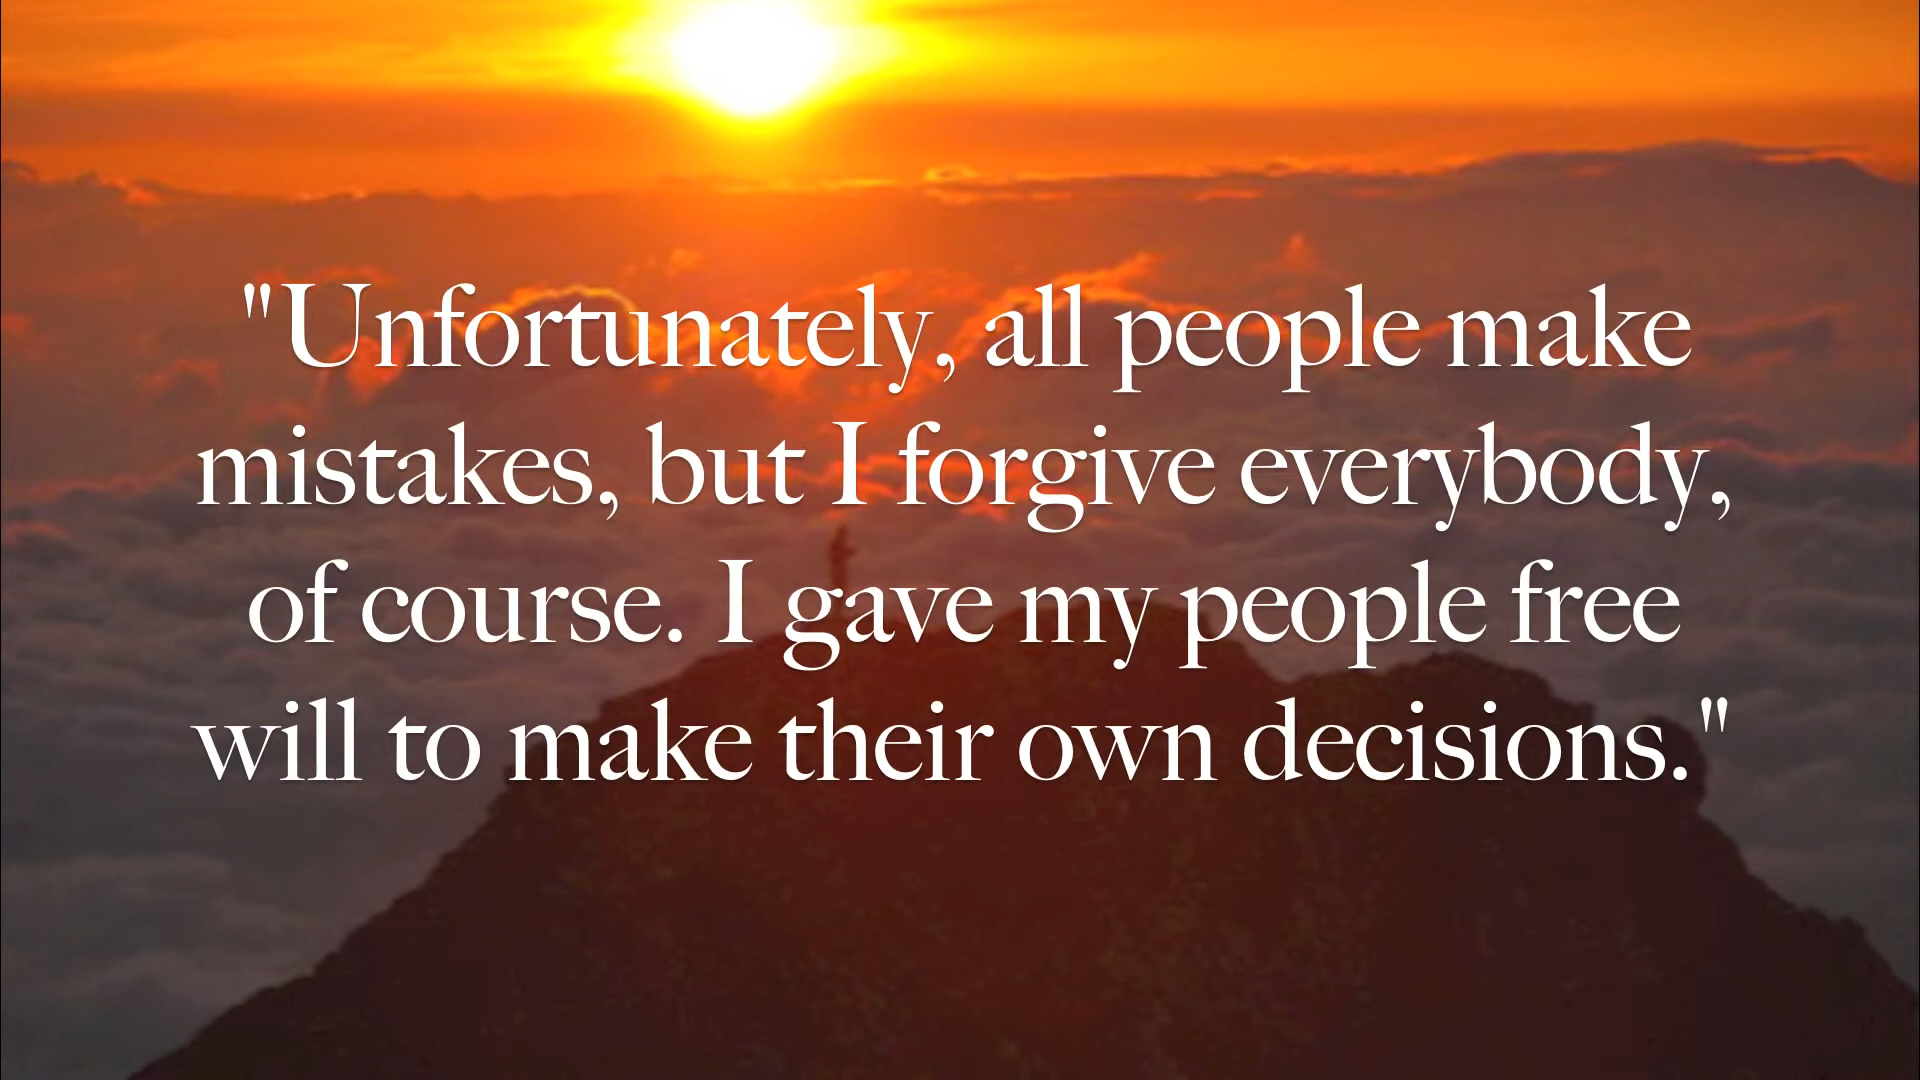 "Unfortunately, all people make
mistakes, but I forgive everybody,
of course. I gave my people free
will to make their own decisions."